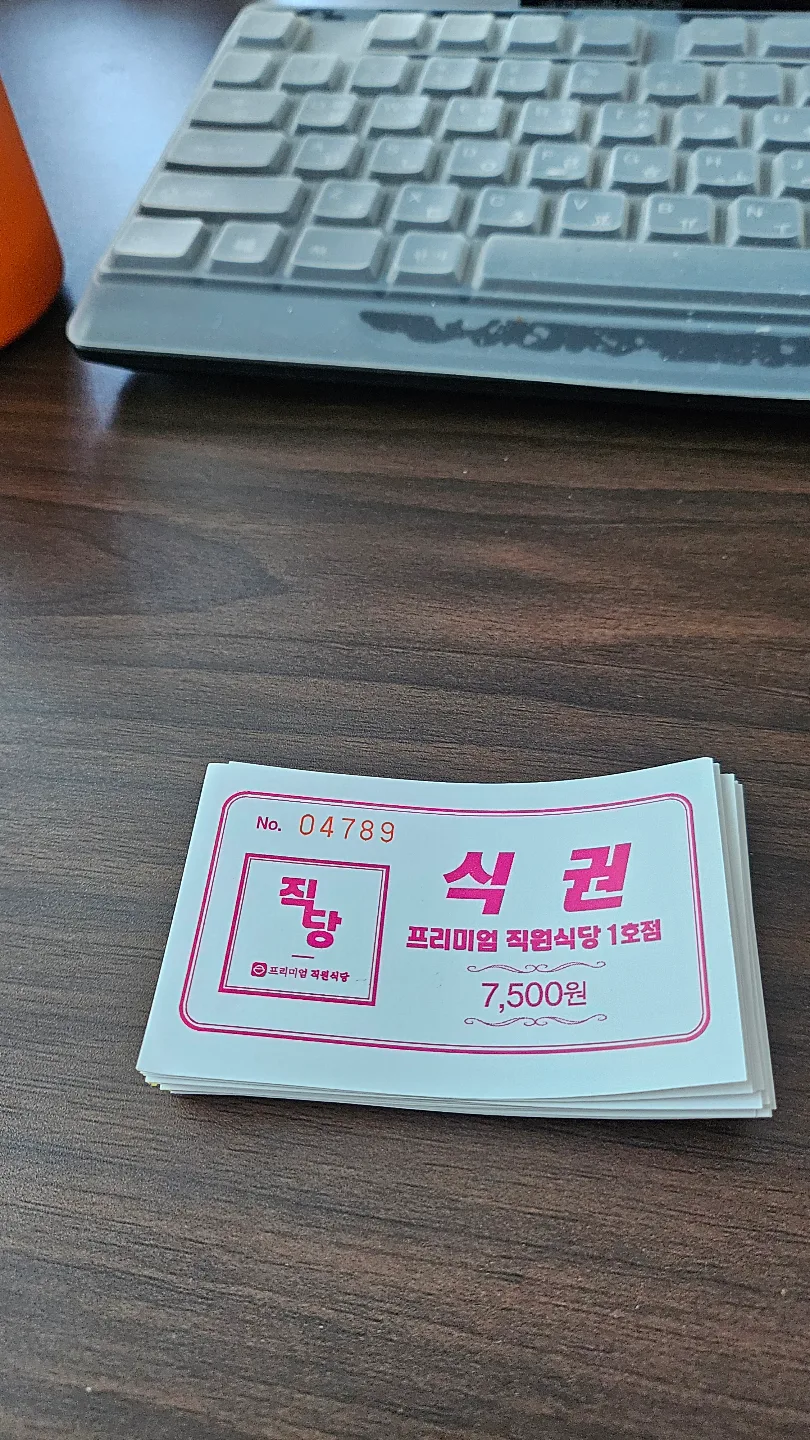 No. 04789
식 권
프리미엄 직원식당 1호점
7,500원
직
당
프리미엄 직원식당
Z
X
C
V
B
N
F
G
H